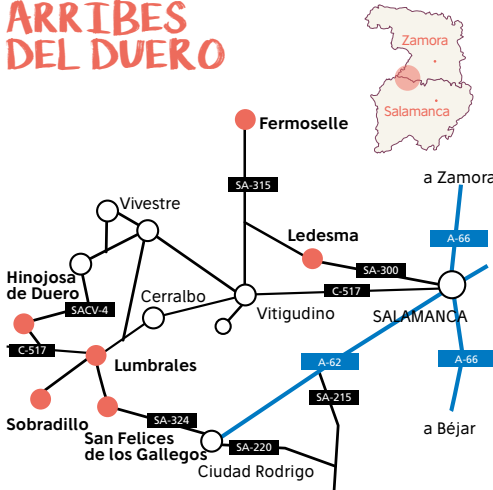 ARRIBES
DEL DUERO
Zamora
Salamanca
Fermoselle
SA-315
a Zamora
Vivestre
A-66
Ledesma
SA-300
Hinojosa
de Duero
Cerralbo
C-517
SACV-4
Vitigudino
SALAMANCA
C-517
Lumbrales
A-62
A-66
SA-215
Sobradillo
SA-324
a Béjar
San Felices
de los Gallegos
SA-220
Ciudad Rodrigo